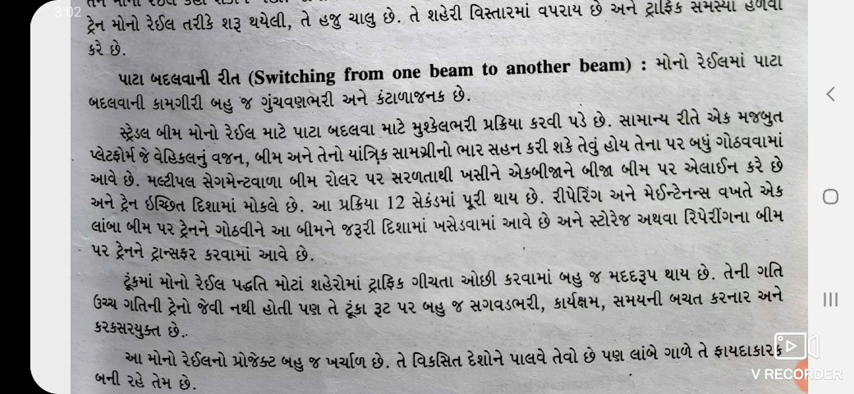 3:02
ટ્રેન મોનો રેઈલ તરીકે શરૂ થયેલી, તે હજુ ચાલુ છે. તે શહેરી વિસ્તારમાં વપરાય છે અને ટ્રાફિક સમસ્યા હળવી
કરે છે.
પાટા બદલવાની રીત (Switching from one beam to another beam) : મોનો રેઈલમાં પાટા
બદલવાની કામગીરી બહુ જ ગુંચવણભરી અને કંટાળાજનક છે.
સ્ટ્રેડલ બીમ મોનો રેઈલ માટે પાટા બદલવા માટે મુશ્કેલભરી પ્રક્રિયા કરવી પડે છે. સામાન્ય રીતે એક મજબુત
પ્લેટફોર્મ જે વેહિકલનું વજન, બીમ અને તેનો યાંત્રિક સામગ્રીનો ભાર સહન કરી શકે તેવું હોય તેના પર બધું ગોઠવવામાં
આવે છે. મલ્ટીપલ સેગમેન્ટવાળા બીમ રોલર પર સરળતાથી ખસીને એકબીજાને બીજા બીમ પર એલાઈન કરે છે
અને ટ્રેન ઇચ્છિત દિશામાં મોકલે છે. આ પ્રક્રિયા 12 સેકંડમાં પૂરી થાય છે. રીપેરિંગ અને મેઈન્ટેનન્સ વખતે એક
લાંબા બીમ પર ટ્રેનને ગોઠવીને આ બીમને જરૂરી દિશામાં ખસેડવામાં આવે છે અને સ્ટોરેજ અથવા રિપેરીંગના બીમ
પર ટ્રેનને ટ્રાન્સફર કરવામાં આવે છે.
ટૂંકમાં મોનો રેઈલ પદ્ધતિ મોટાં શહેરોમાં ટ્રાફિક ગીચતા ઓછી કરવામાં બહુ જ મદદરૂપ થાય છે. તેની ગતિ
ઉચ્ચ ગતિની ટ્રેનો જેવી નથી હોતી પણ તે ટૂંકા રૂટ પર બહુ જ સગવડભરી, કાર્યક્ષમ, સમયની બચત કરનાર અને
કરકસરયુક્ત છે.
આ મોનો રેઈલનો પ્રોજેક્ટ બહુ જ ખર્ચાળ છે. તે વિકસિત દેશોને પાલવે તેવો છે પણ લાંબે ગાળે તે ફાયદાકારક
બની રહે તેમ છે.
V RECORDER